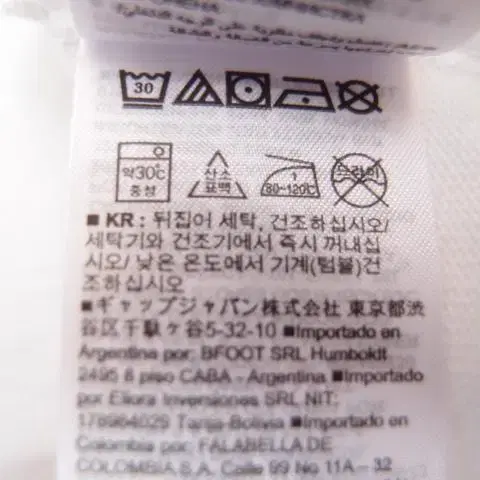 30
약30℃
중성
산소
표백
1
80~120℃
드라이
■ KR : 뒤집어 세탁, 건조하십시오/
세탁기와 건조기에서 즉시 꺼내십
시오/ 낮은 온도에서 기계(텀블)건
조하십시오
■ギャップジャパン株式会社 東京都渋
谷区千駄ヶ谷5-32-10 ■Importado en
Argentina por: BFOOT SRL Humboldt
2495 8 piso CABA - Argentina ■Importado
por Eliora Inversiones SRL NIT:
178964029 Tarija-Bolivia ■Importado en
Colombia por: FALABELLA DE
COLOMBIA S.A. Calle 99 No 11A - 32